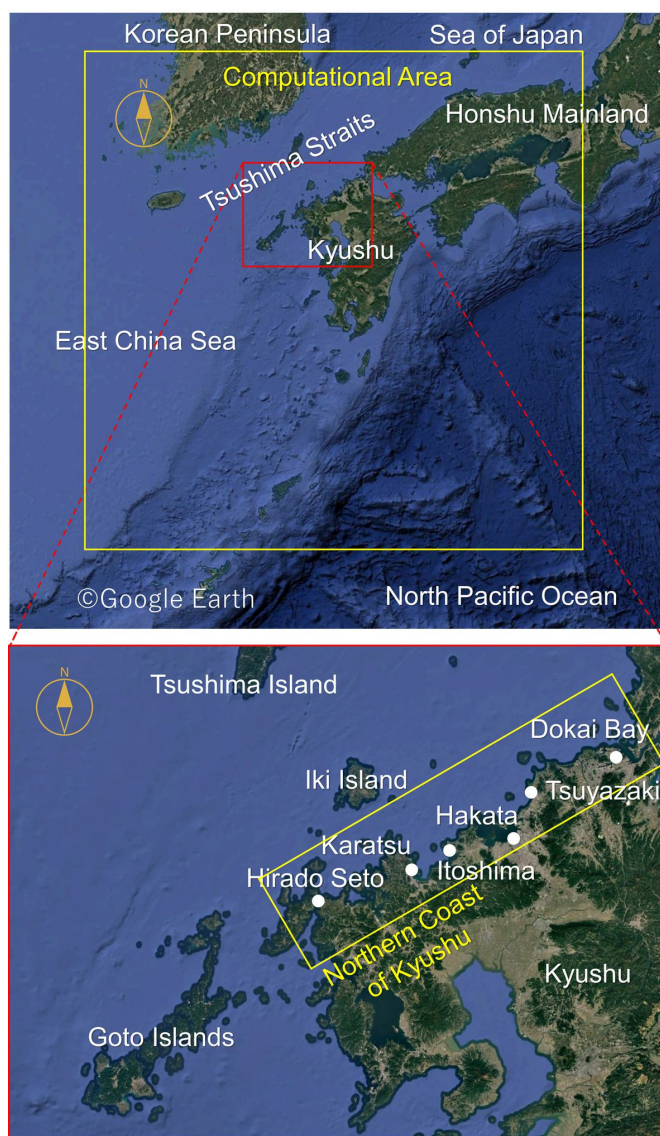 Korean Peninsula
Sea of Japan
Computational Area
N
Honshu Mainland
Tsushima Straits
Kyushu
East China Sea
©Google Earth
North Pacific Ocean
N
Tsushima Island
Dokai Bay
Iki Island
Tsuyazaki
Hakata
Karatsu
Itoshima
Hirado Seto
Northern Coast
of Kyushu
Kyushu
Goto Islands